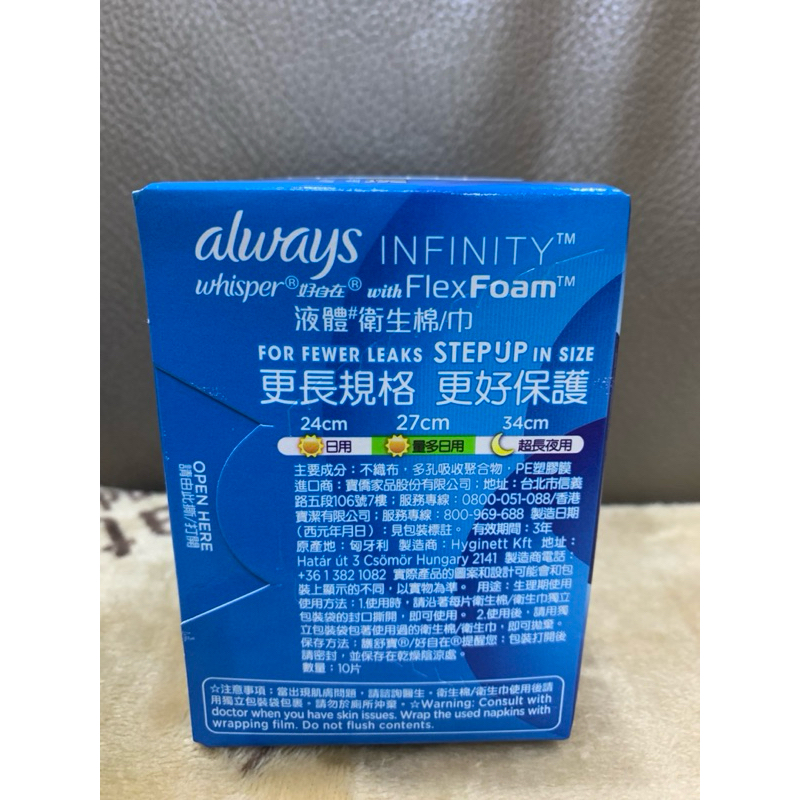 always INFINITY™
whisper® 好自在® with FlexFoam™
液體#衛生棉/巾
FOR FEWER LEAKS STEP UP IN SIZE
更長規格 更好保護
24cm 27cm 34cm
日用 量多日用 超長夜用
主要成分：不織布，多孔吸收聚合物，PE塑膠膜
進口商：寶僑家品股份有限公司；地址：台北市信義
路五段106號7樓；服務專線：0800-051-088/香港
寶潔有限公司；服務專線：800-969-688 製造日期
（西元年月日）：見包裝標註。 有效期間：3年
原產地：匈牙利 製造商：Hyginett Kft 地址：
Határ út 3 Csömör Hungary 2141 製造商電話：
+36 1 382 1082 實際產品的圖案和設計可能會和包
裝上顯示的不同，以實物為準。 用途：生理期使用
使用方法：1.使用時，請沿著每片衛生棉/衛生巾獨立
包裝袋的封口撕開，即可使用。 2.使用後，請用獨
立包裝袋包著使用過的衛生棉/衛生巾，即可拋棄。
保存方法：護舒寶®/好自在®提醒您：包裝打開後
請密封，並保存在乾燥陰涼處。
數量：10片
OPEN HERE
請由此撕/打開
☆注意事項：當出現肌膚問題，請諮詢醫生。衛生棉/衛生巾使用後請
用獨立包裝袋包裹。請勿於廁所沖棄。☆Warning: Consult with
doctor when you have skin issues. Wrap the used napkins with
wrapping film. Do not flush contents.